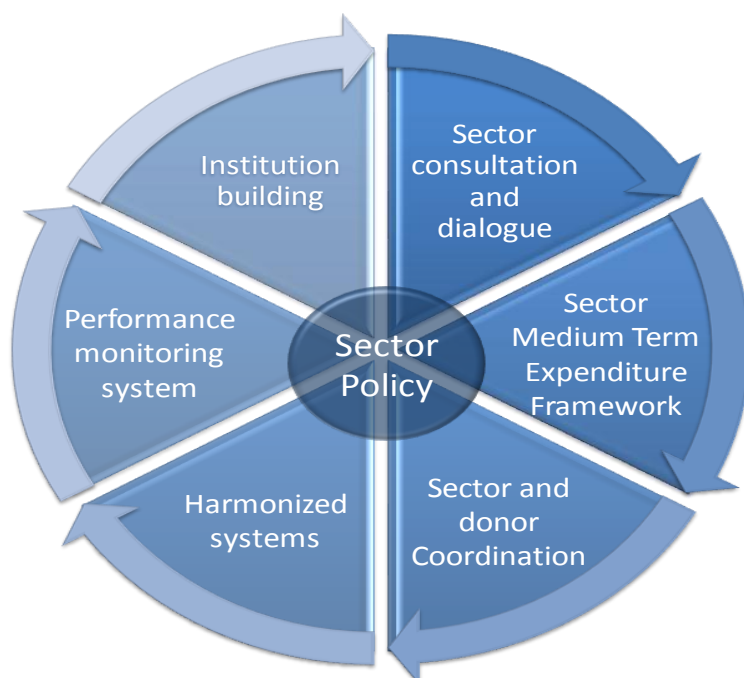 Institution
building
Sector
consultation
and
dialogue
Sector
Medium Term
Expenditure
Framework
Sector and
donor
Coordination
Harmonized
systems
Performance
monitoring
system
Sector
Policy